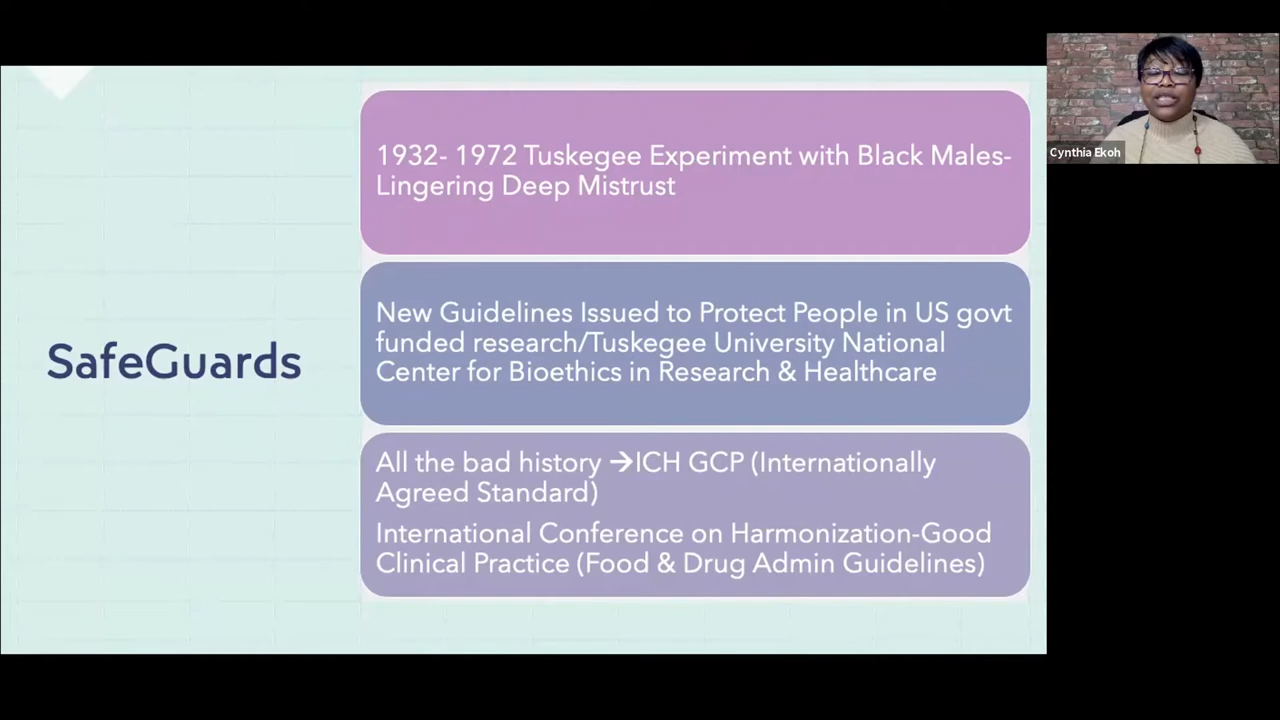 SafeGuards
1932- 1972 Tuskegee Experiment with Black Males-
Lingering Deep Mistrust
New Guidelines Issued to Protect People in US govt
funded research/Tuskegee University National
Center for Bioethics in Research & Healthcare
All the bad history →ICH GCP (Internationally
Agreed Standard)
International Conference on Harmonization-Good
Clinical Practice (Food & Drug Admin Guidelines)
Cynthia Ekoh